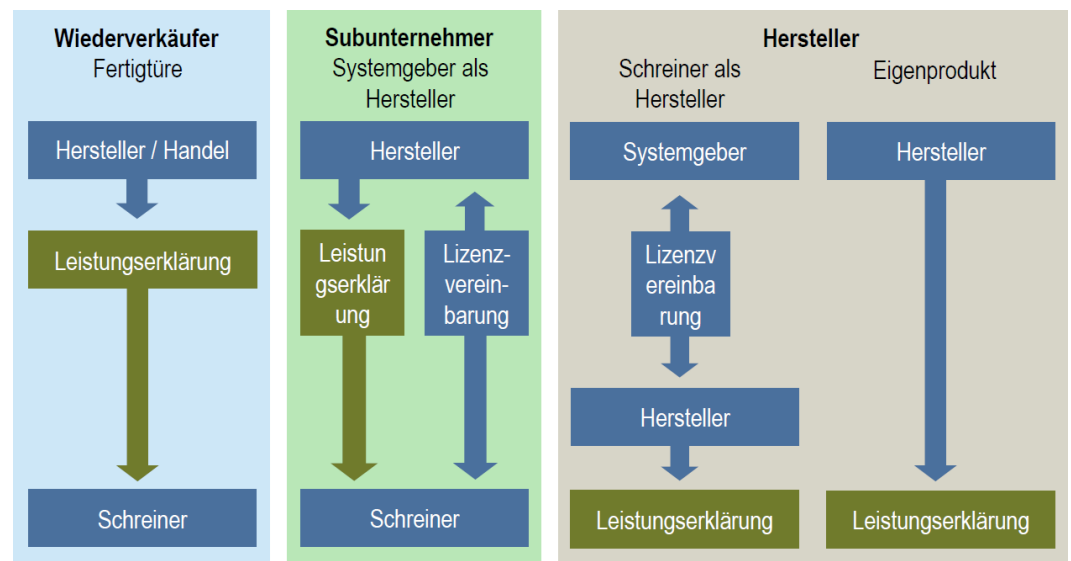 Wiederverkäufer
Fertigtüre
Hersteller / Handel
Leistungserklärung
Schreiner
Subunternehmer
Systemgeber als
Hersteller
Hersteller
Leistun
gserklär
ung
Lizenz-
verein-
barung
Schreiner
Hersteller
Schreiner als
Hersteller
Systemgeber
Lizenzv
ereinba
rung
Hersteller
Leistungserklärung
Eigenprodukt
Hersteller
Leistungserklärung